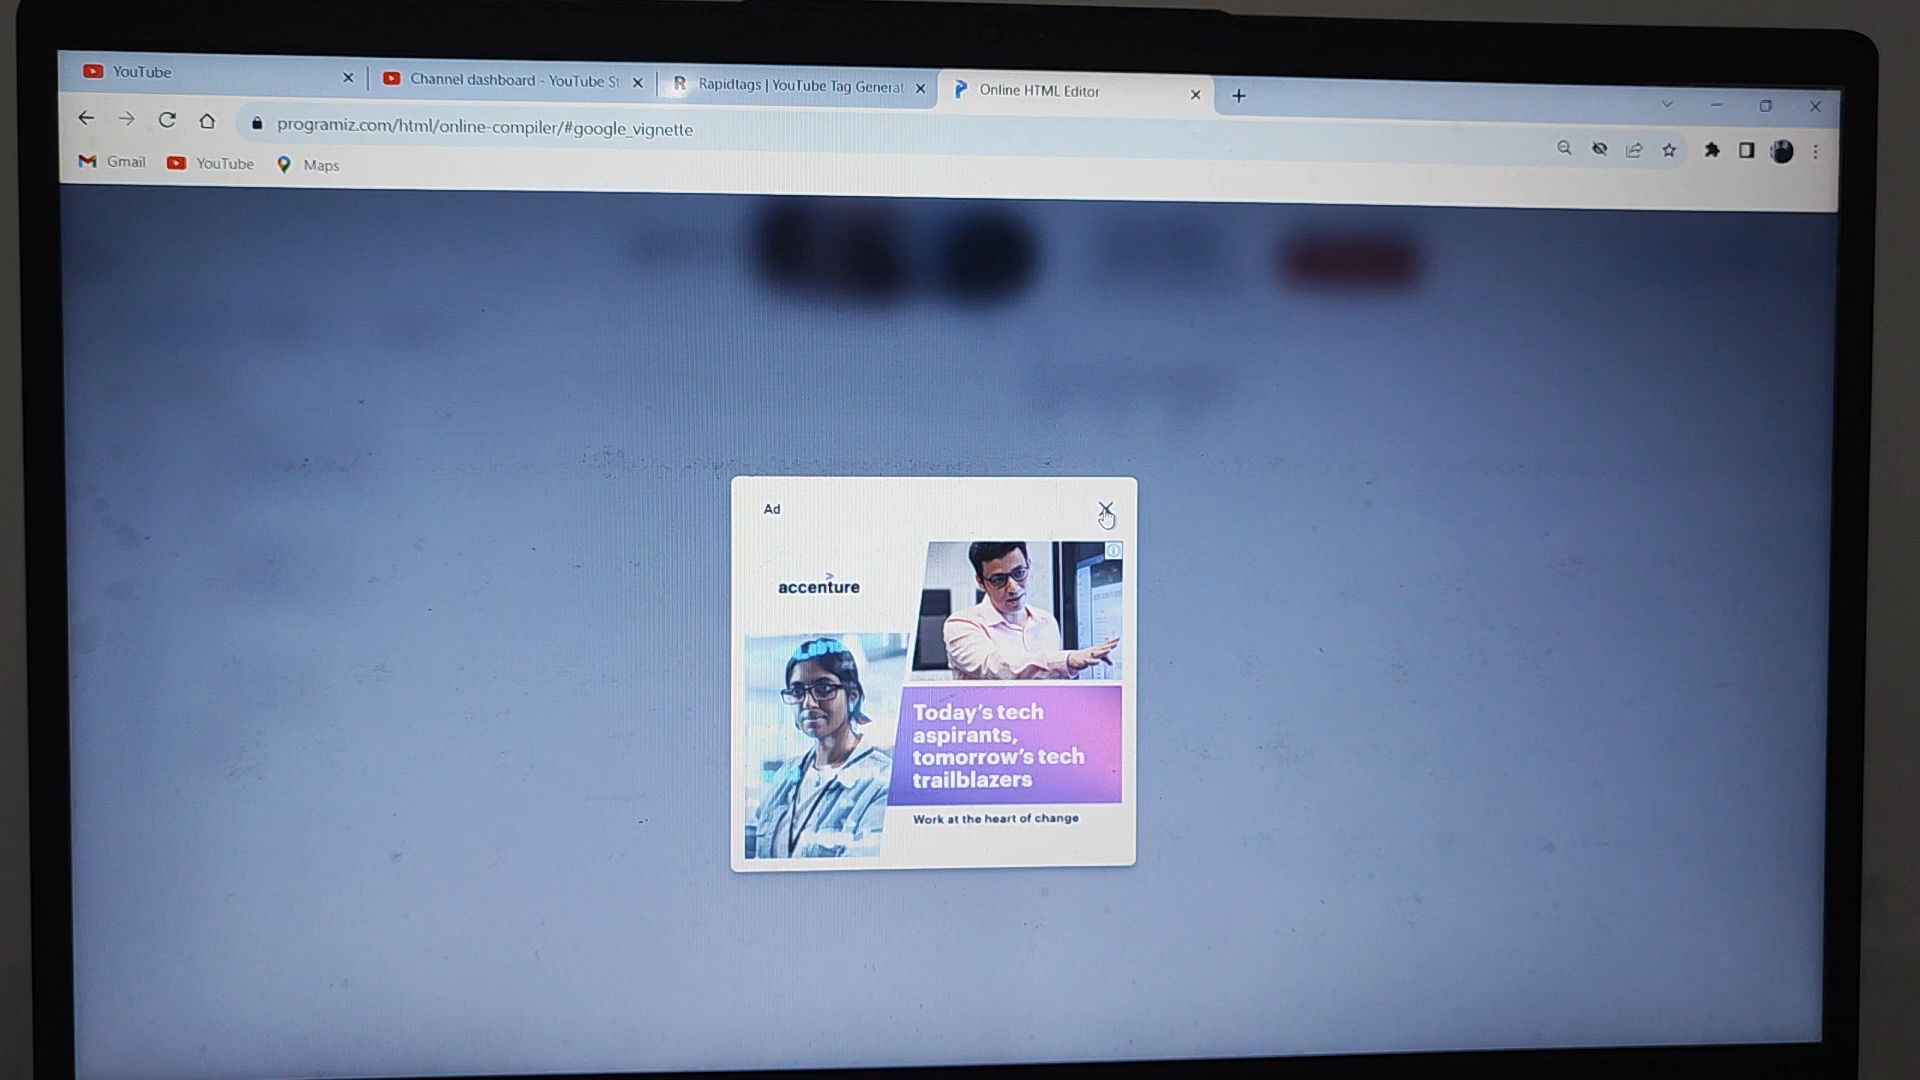 YouTube
Channel dashboard - YouTube St
Rapidtags | YouTube Tag Generat
Online HTML Editor
programiz.com/html/online-compiler/#google_vignette
Gmail
YouTube
Maps
Ad
accenture
Today's tech
aspirants,
tomorrow's tech
trailblazers
Work at the heart of change